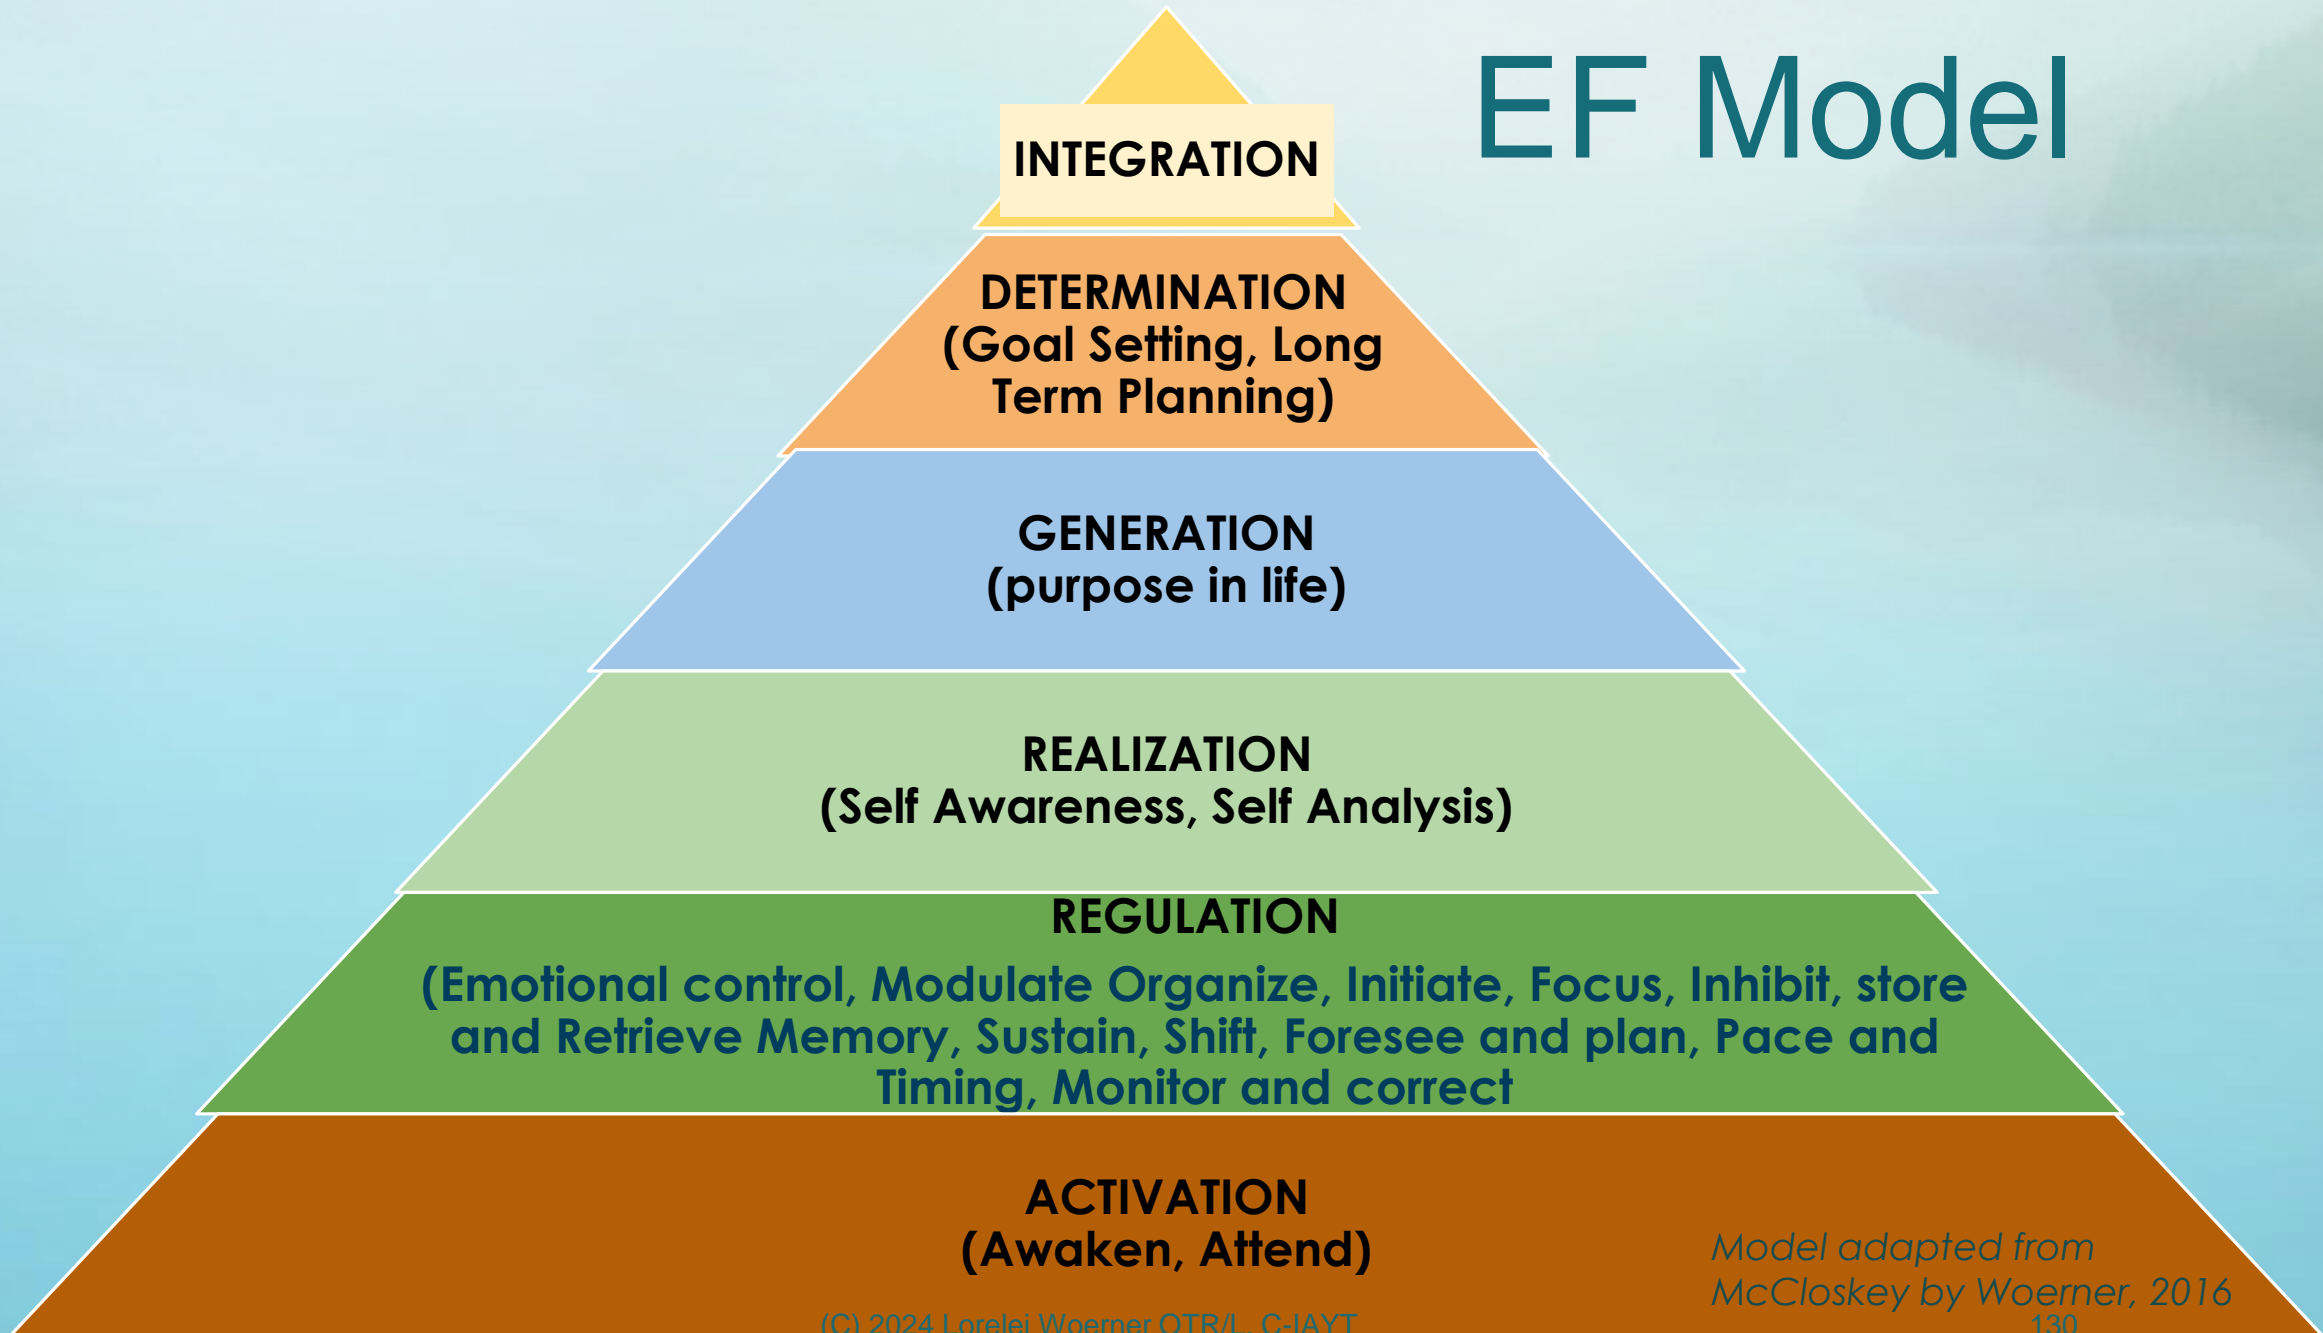 EF Model
INTEGRATION
DETERMINATION
(Goal Setting, Long
Term Planning)
GENERATION
(purpose in life)
REALIZATION
(Self Awareness, Self Analysis)
REGULATION
(Emotional control, Modulate Organize, Initiate, Focus, Inhibit, store
and Retrieve Memory, Sustain, Shift, Foresee and plan, Pace and
Timing, Monitor and correct
ACTIVATION
(Awaken, Attend)
Model adapted from
McCloskey by Woerner, 2016
(C) 2024 Lorelei Woerner OTR/L, C-IAYT
130